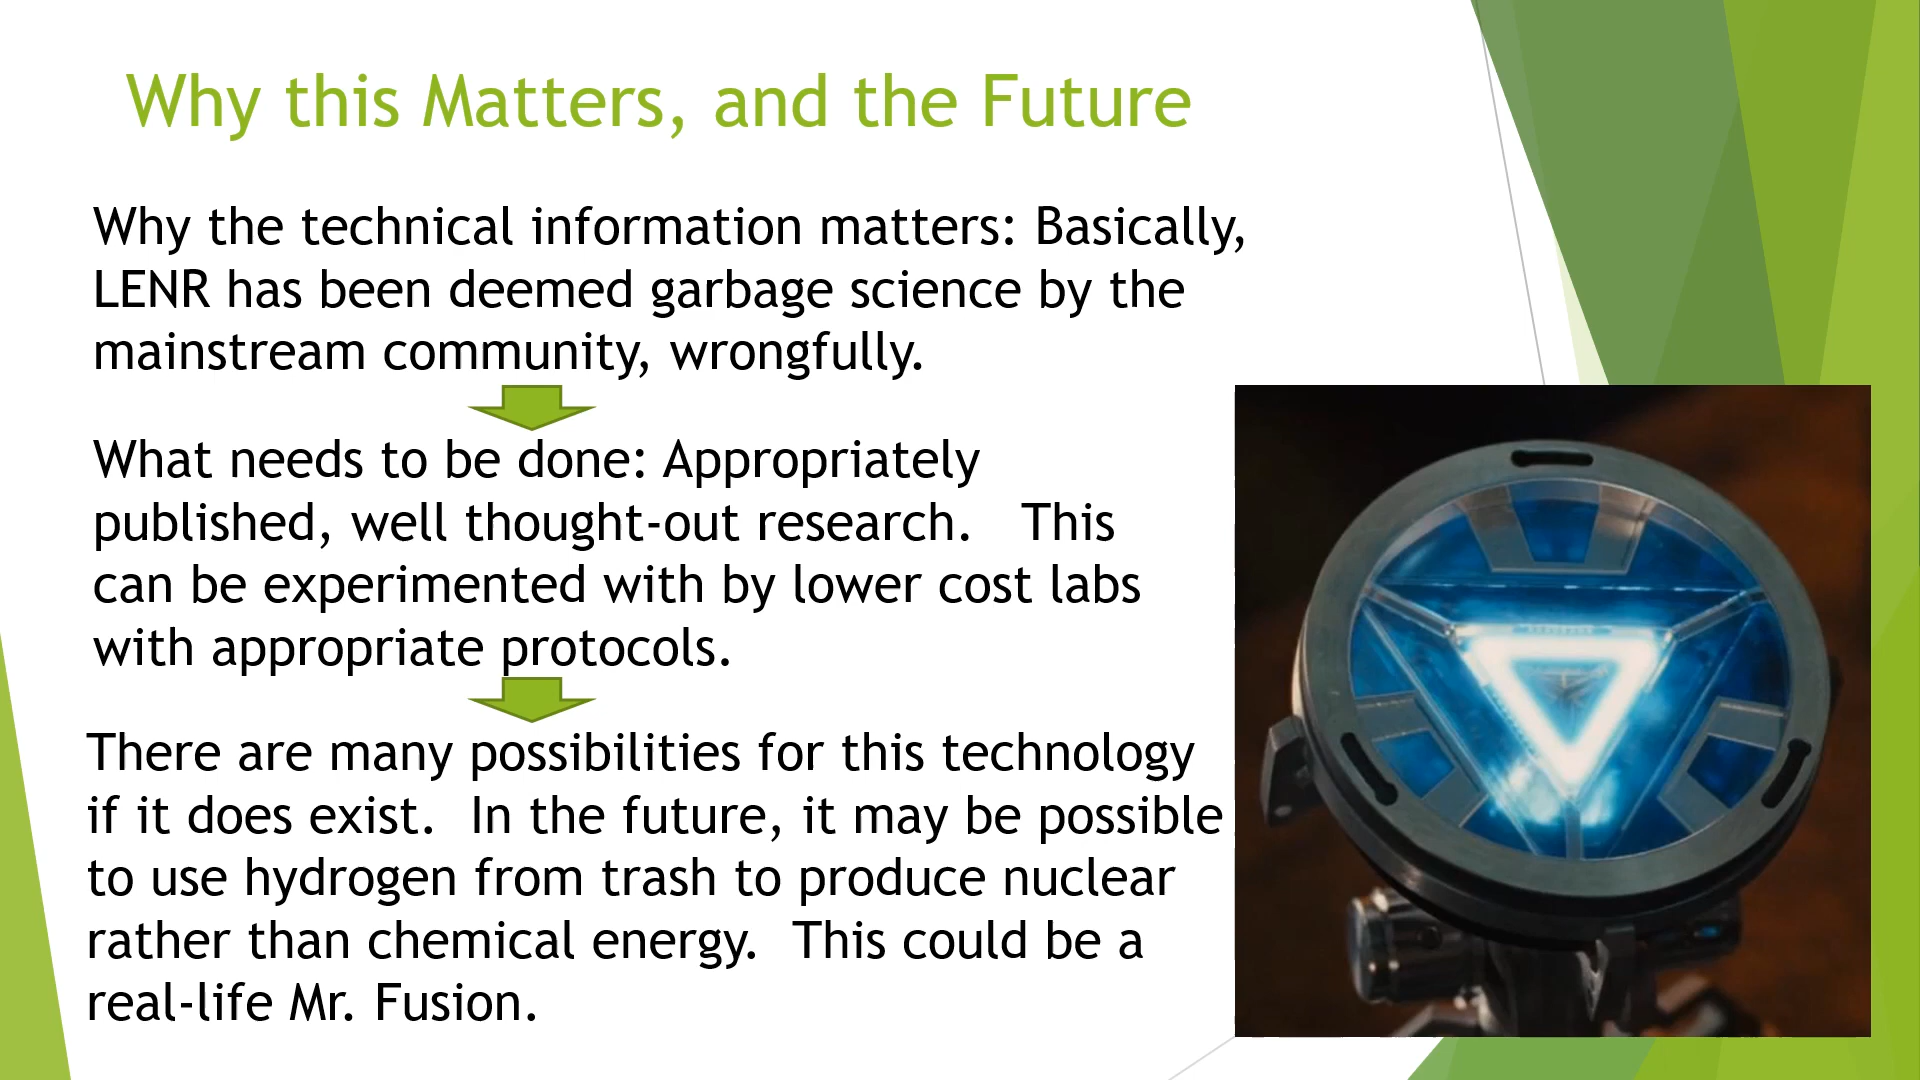 Why this Matters, and the Future
Why the technical information matters: Basically,
LENR has been deemed garbage science by the
mainstream community, wrongfully.
What needs to be done: Appropriately
published, well thought-out research.   This
can be experimented with by lower cost labs
with appropriate protocols.
There are many possibilities for this technology
if it does exist.  In the future, it may be possible
to use hydrogen from trash to produce nuclear
rather than chemical energy.  This could be a
real-life Mr. Fusion.